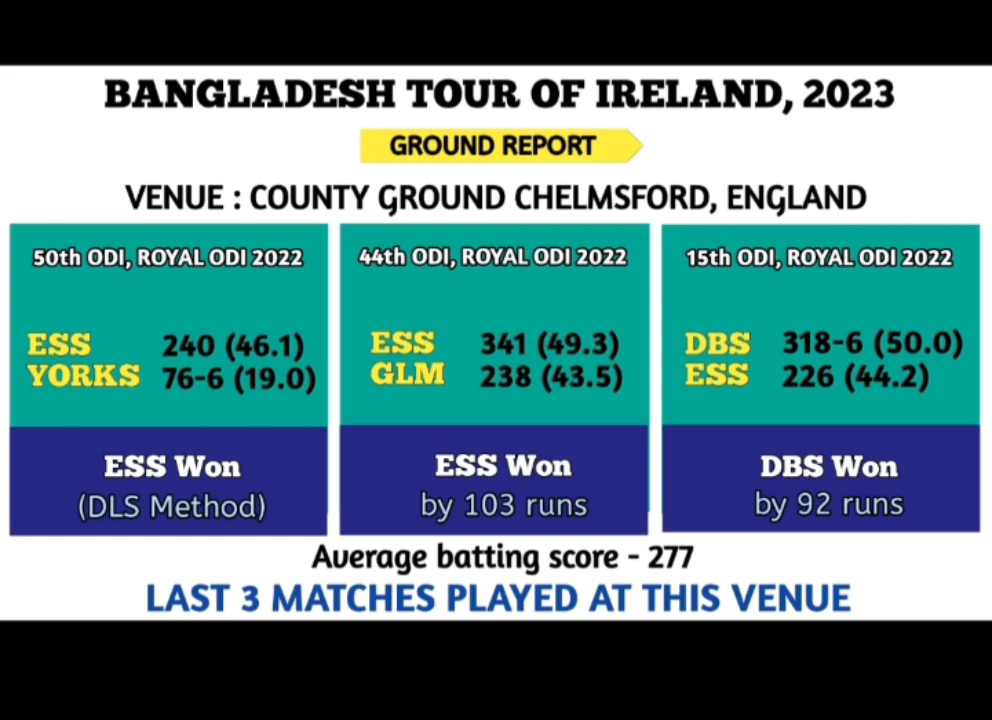 BANGLADESH TOUR OF IRELAND, 2023
GROUND REPORT
VENUE : COUNTY GROUND CHELMSFORD, ENGLAND
50th ODI, ROYAL ODI 2022
ESS 240 (46.1)
YORKS 76-6 (19.0)
ESS Won
(DLS Method)
44th ODI, ROYAL ODI 2022
ESS 341 (49.3)
GLM 238 (43.5)
ESS Won
by 103 runs
15th ODI, ROYAL ODI 2022
DBS 318-6 (50.0)
ESS 226 (44.2)
DBS Won
by 92 runs
Average batting score - 277
LAST 3 MATCHES PLAYED AT THIS VENUE